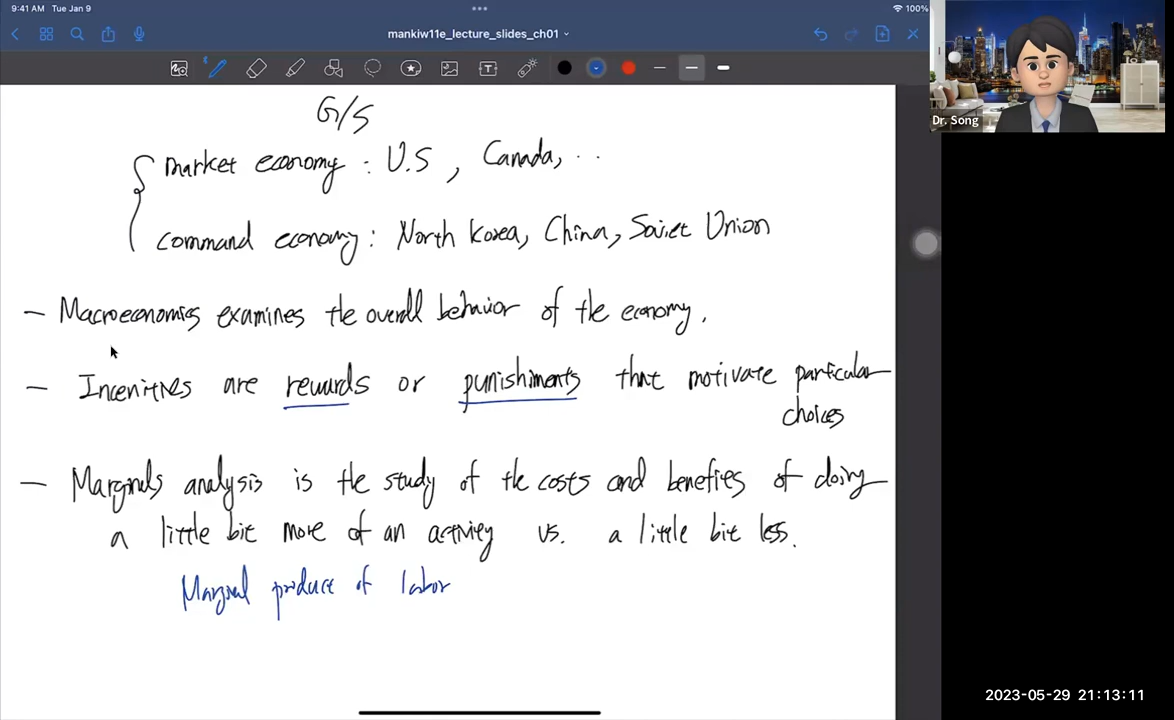 9:41 AM Tue Jan 9
100%
mankiw11e_lecture_slides_ch01
Dr. Song
G/S
market economy : U.S , Canada, ...
command economy : North Korea, China, Soviet Union
- Macroeconomics examines the overall behavior of the economy.
- Incentives are rewards or punishments that motivate particular
choices
- Marginals analysis is the study of the costs and benefits of doing
a little bit more of an activity vs. a little bit less.
Marginal product of labor
2023-05-29 21:13:11